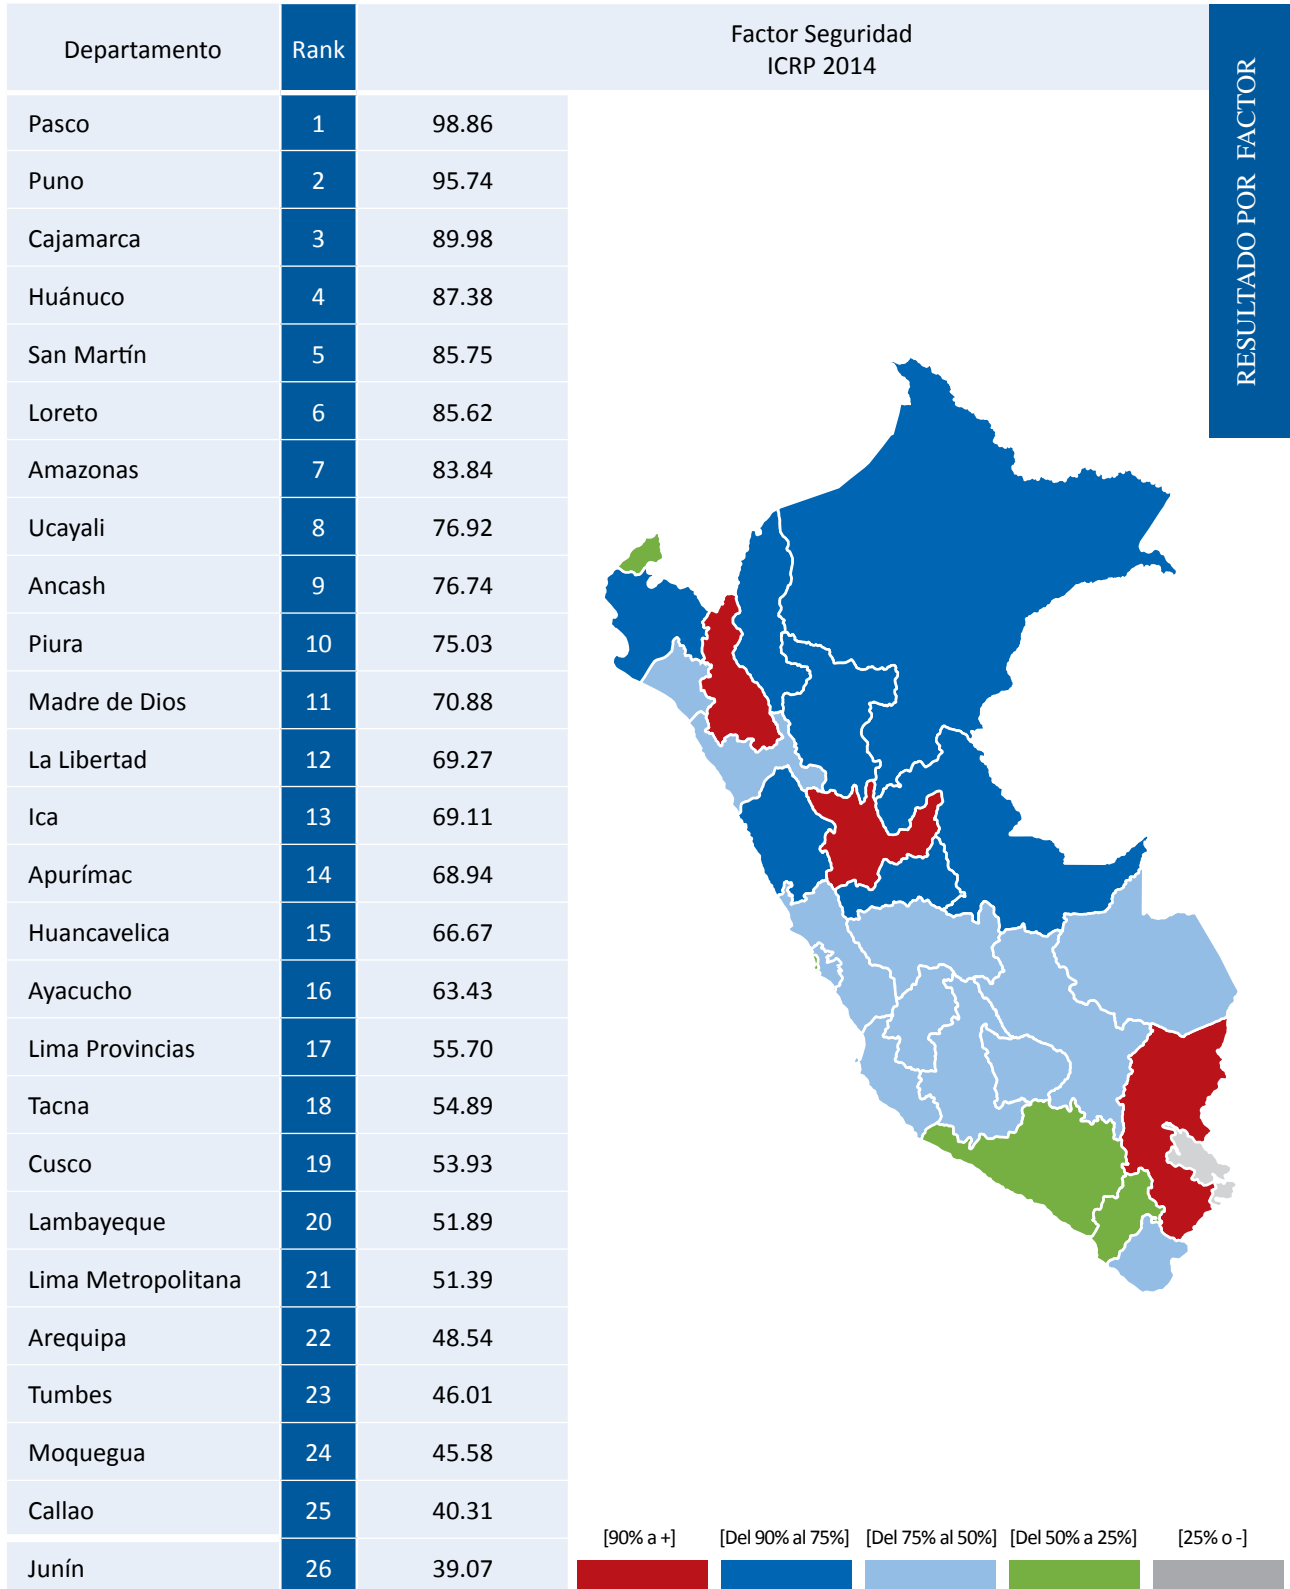 Departamento Rank Factor Seguridad
ICRP 2014
RESULTADO POR FACTOR
Pasco 1 98.86
Puno 2 95.74
Cajamarca 3 89.98
Huánuco 4 87.38
San Martín 5 85.75
Loreto 6 85.62
Amazonas 7 83.84
Ucayali 8 76.92
Ancash 9 76.74
Piura 10 75.03
Madre de Dios 11 70.88
La Libertad 12 69.27
Ica 13 69.11
Apurímac 14 68.94
Huancavelica 15 66.67
Ayacucho 16 63.43
Lima Provincias 17 55.70
Tacna 18 54.89
Cusco 19 53.93
Lambayeque 20 51.89
Lima Metropolitana 21 51.39
Arequipa 22 48.54
Tumbes 23 46.01
Moquegua 24 45.58
Callao 25 40.31
Junín 26 39.07
[90% a +] [Del 90% al 75%] [Del 75% al 50%] [Del 50% a 25%] [25% o -]